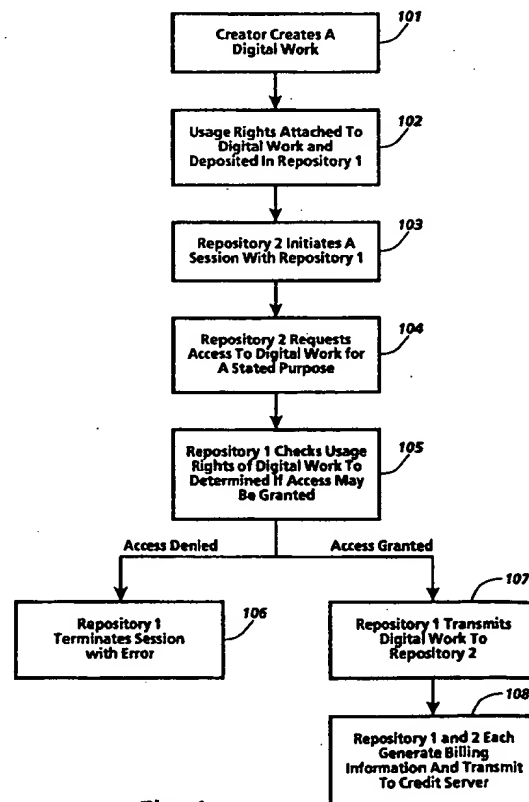 Creator Creates A
Digital Work
101
Usage Rights Attached To
Digital Work and
Deposited In Repository 1
102
Repository 2 Initiates A
Session With Repository 1
103
Repository 2 Requests
Access To Digital Work for
A Stated Purpose
104
Repository 1 Checks Usage
Rights of Digital Work To
Determined If Access May
Be Granted
105
Access Denied
Access Granted
Repository 1
Terminates Session
with Error
106
Repository 1 Transmits
Digital Work To
Repository 2
107
Repository 1 and 2 Each
Generate Billing
Information And Transmit
To Credit Server
108